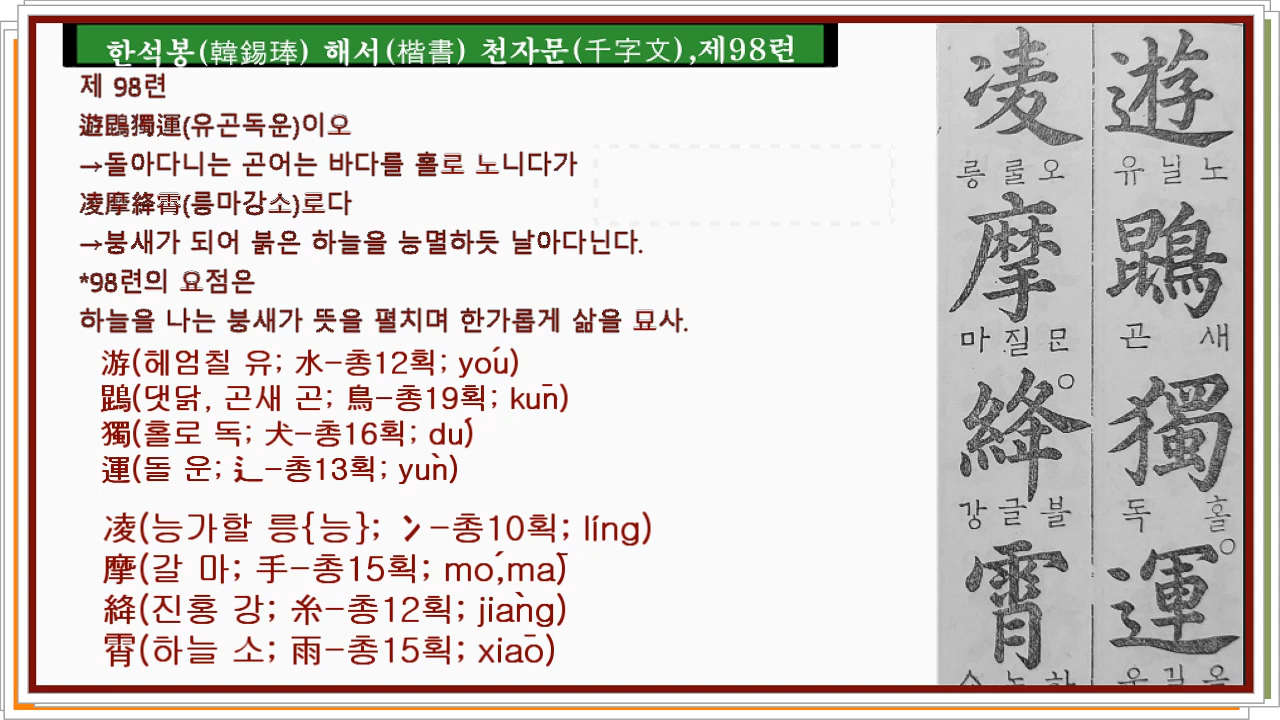 한석봉(韓錫琫) 해서(楷書) 천자문(千字文),제98련
제 98련
遊鵾獨運(유곤독운)이오
→돌아다니는 곤어는 바다를 홀로 노니다가
凌摩絳霄(릉마강소)로다
→붕새가 되어 붉은 하늘을 능멸하듯 날아다닌다.
*98련의 요점은
하늘을 나는 붕새가 뜻을 펼치며 한가롭게 삶을 묘사.
游(헤엄칠 유; 水-총12획; yóu)
鵾(댓닭, 곤새 곤; 鳥-총19획; kūn)
獨(홀로 독; 犬-총16획; dú)
運(돌 운; 辶-총13획; yùn)
凌(능가할 릉{능}; 冫-총10획; líng)
摩(갈 마; 手-총15획; mó,mā)
絳(진홍 강; 糸-총12획; jiàng)
霄(하늘 소; 雨-총15획; xiāo)
遊
유 닐 노
鵾
곤 새
獨
독 홀
運
凌
릉 룰 오
摩
마 질 문
絳
강 글 블
霄